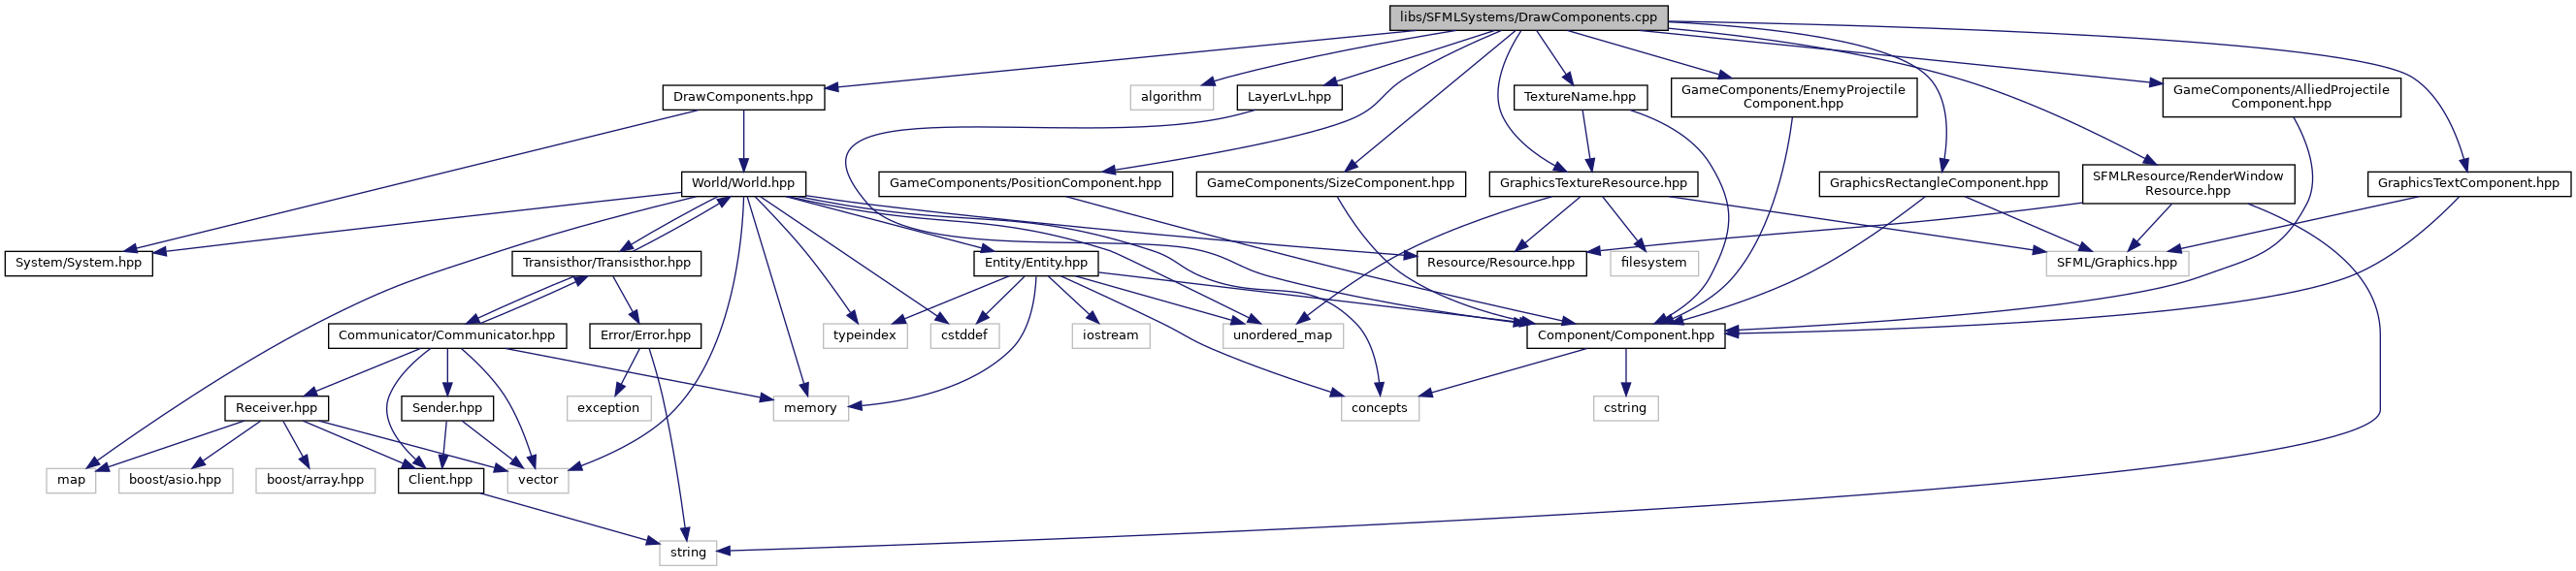 libs/SFMLSystems/DrawComponents.cpp
DrawComponents.hpp
algorithm
LayerLvL.hpp
TextureName.hpp
GameComponents/EnemyProjectile
Component.hpp
GameComponents/AlliedProjectile
Component.hpp
World/World.hpp
GameComponents/PositionComponent.hpp
GameComponents/SizeComponent.hpp
GraphicsTextureResource.hpp
GraphicsRectangleComponent.hpp
SFMLResource/RenderWindow
Resource.hpp
GraphicsTextComponent.hpp
System/System.hpp
Transisthor/Transisthor.hpp
Entity/Entity.hpp
Resource/Resource.hpp
filesystem
SFML/Graphics.hpp
Communicator/Communicator.hpp
Error/Error.hpp
typeindex
cstddef
iostream
unordered_map
Component/Component.hpp
Receiver.hpp
Sender.hpp
exception
memory
concepts
cstring
map
boost/asio.hpp
boost/array.hpp
Client.hpp
vector
string